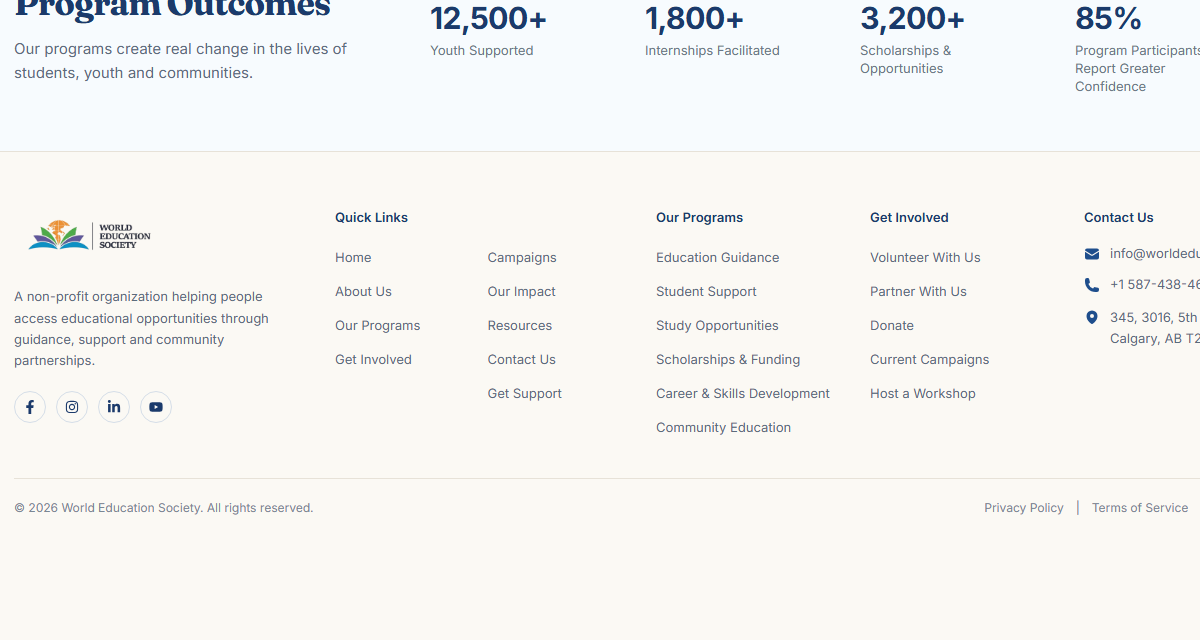 Program Outcomes
Our programs create real change in the lives of
students, youth and communities.
12,500+
Youth Supported
1,800+
Internships Facilitated
3,200+
Scholarships &
Opportunities
85%
Program Participants
Report Greater
Confidence
WORLD
EDUCATION
SOCIETY
A non-profit organization helping people
access educational opportunities through
guidance, support and community
partnerships.
Quick Links
Home
About Us
Our Programs
Get Involved
Campaigns
Our Impact
Resources
Contact Us
Get Support
Our Programs
Education Guidance
Student Support
Study Opportunities
Scholarships & Funding
Career & Skills Development
Community Education
Get Involved
Volunteer With Us
Partner With Us
Donate
Current Campaigns
Host a Workshop
Contact Us
info@worldedu
+1 587-438-46
345, 3016, 5th
Calgary, AB T2
© 2026 World Education Society. All rights reserved.
Privacy Policy | Terms of Service